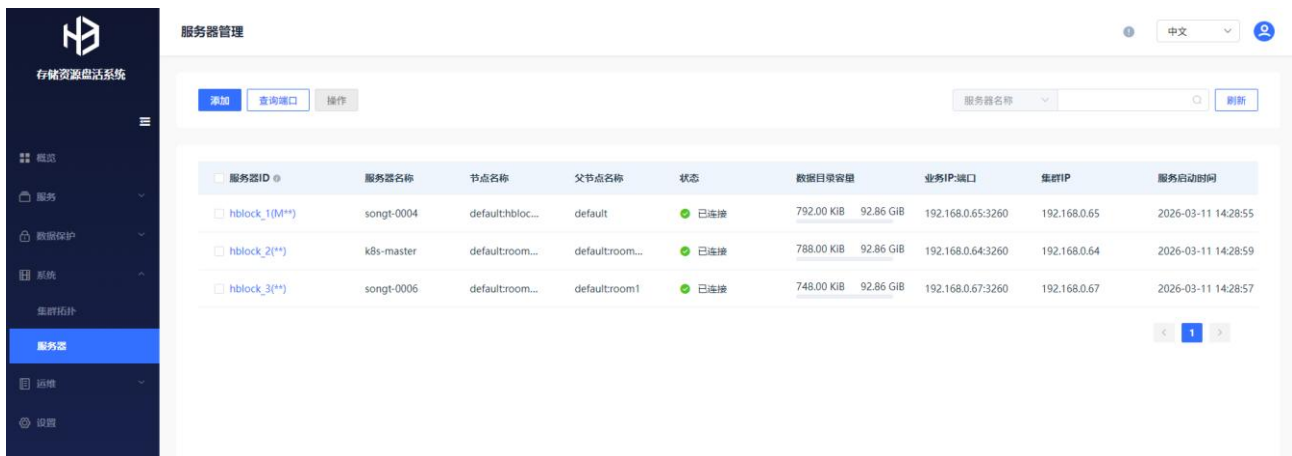 服务器管理
中文
存储资源盘活系统
添加 查询端口 操作 服务器名称 刷新
概览
服务
数据保护
系统
集群拓扑
服务器
运维
设置
服务器ID 服务器名称 节点名称 父节点名称 状态 数据目录容量 业务IP:端口 集群IP 服务启动时间
hblock_1(M**) songt-0004 default:hbloc... default 已连接 792.00 KiB 92.86 GiB 192.168.0.65:3260 192.168.0.65 2026-03-11 14:28:55
hblock_2(**) k8s-master default:room... default:room... 已连接 788.00 KiB 92.86 GiB 192.168.0.64:3260 192.168.0.64 2026-03-11 14:28:59
hblock_3(**) songt-0006 default:room... default:room1 已连接 748.00 KiB 92.86 GiB 192.168.0.67:3260 192.168.0.67 2026-03-11 14:28:57
< 1 >